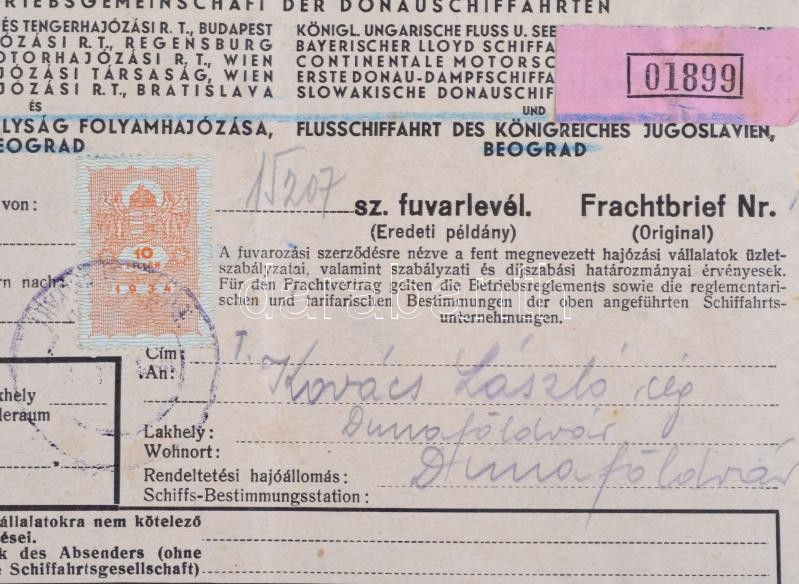 RIEBSGEMEINSCHAFT DER DONAUSCHIFFAHRTEN
ÉS TENGERHAJÓZÁSI R. T., BUDAPEST
JÓZÁSI R. T., REGENSBURG
OTORHAJÓZÁSI R. T., WIEN
JÓZÁSI TÁRSASÁG, WIEN
JÓZÁSI R. T., BRATISLAVA
ÉS
LYSÁG FOLYAMHAJÓZÁSA,
BEOGRAD
KÖNIGL. UNGARISCHE FLUSS U. SEE
BAYERISCHER LLOYD SCHIFFA
CONTINENTALE MOTORSC
ERSTE DONAU-DAMPFSCHIFFA
SLOWAKISCHE DONAUSCHIF
UND
FLUSSCHIFFAHRT DES KÖNIGREICHES JUGOSLAVIEN,
BEOGRAD
01899
von:
rn nach:
10
1934
15207
sz. fuvarlevél. Frachtbrief Nr.
(Eredeti példány) (Original)
A fuvarozási szerződésre nézve a fent megnevezett hajózási vállalatok üzlet-
szabályzatai, valamint szabályzati és díjszabási határozmányai érvényesek.
Für den Frachtvertrag gelten die Betriebsreglements sowie die reglementari-
schen und tarifarischen Bestimmungen der oben angeführten Schiffahrts-
unternehmungen.
darabanth
Cím: T. Kovács László cég
An:
Lakhely: Dunaföldvár
Wohnort:
Rendeltetési hajóállomás: Dunaföldvár
Schiffs-Bestimmungsstation:
khely
leraum
állalatokra nem kötelező
ései.
k des Absenders (ohne
e Schiffahrtsgesellschaft)